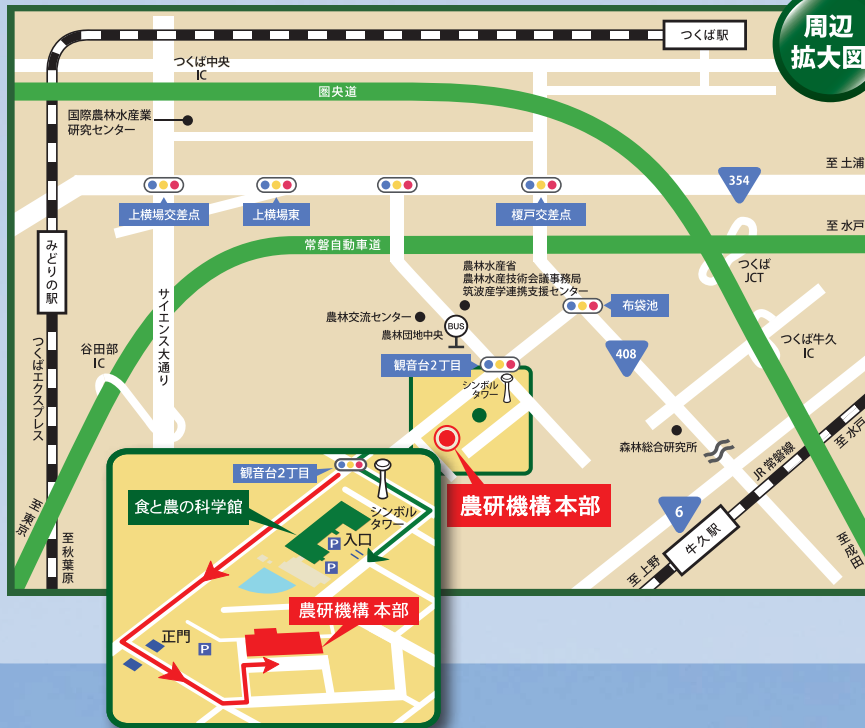 周辺
拡大図
つくば駅
つくば中央
IC
圏央道
国際農林水産業
研究センター
至 土浦
354
上横場交差点
上横場東
榎戸交差点
至 水戸
常磐自動車道
みどりの駅
つくば
JCT
農林水産省
農林水産技術会議事務局
筑波産学連携支援センター
サイエンス大通り
布袋池
農林交流センター
BUS
農林団地中央
つくば牛久
IC
408
谷田部
IC
観音台2丁目
つくばエクスプレス
シンボル
タワー
森林総合研究所
JR 常磐線
至 水戸
農研機構 本部
6
牛久駅
至 上野
至 成田
至 東京
至 秋葉原
観音台2丁目
食と農の科学館
シンボル
タワー
P
入口
P
農研機構 本部
正門
P